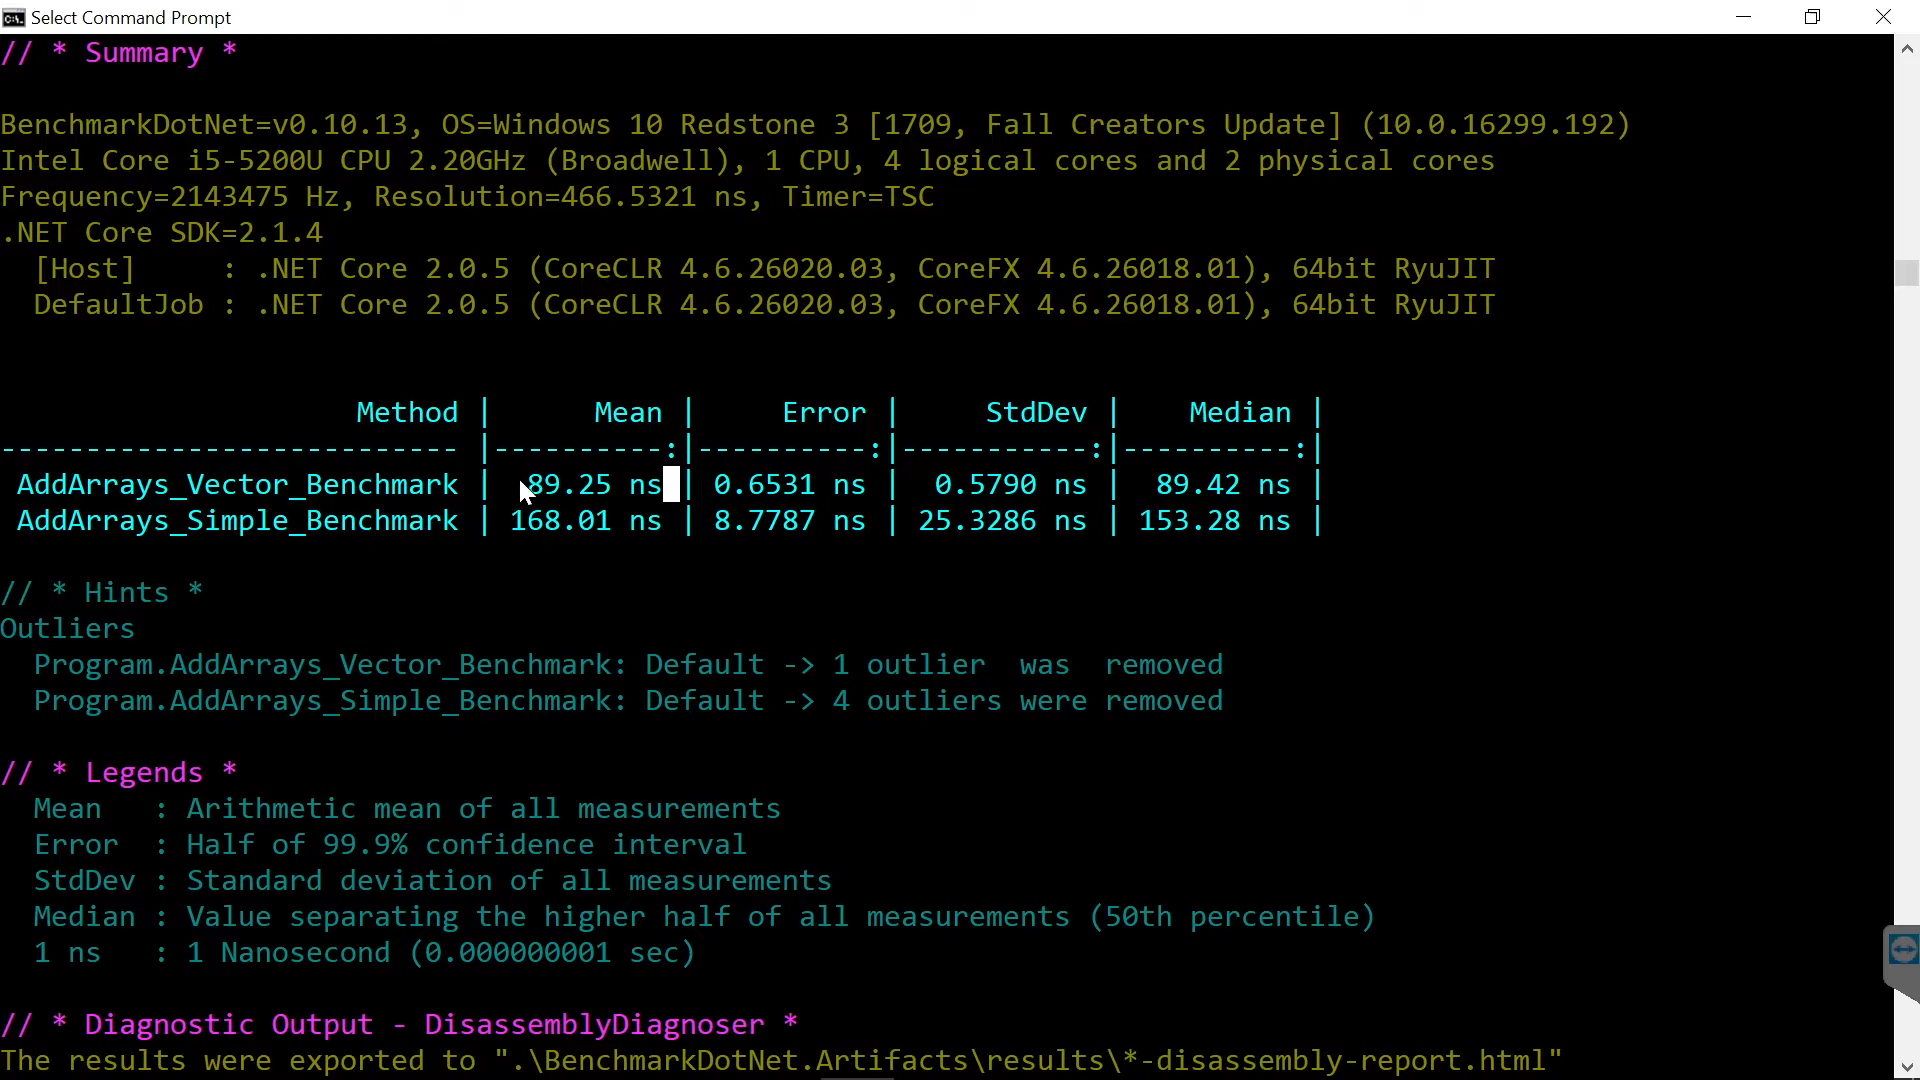 Select Command Prompt
// * Summary *
BenchmarkDotNet=v0.10.13, OS=Windows 10 Redstone 3 [1709, Fall Creators Update] (10.0.16299.192)
Intel Core i5-5200U CPU 2.20GHz (Broadwell), 1 CPU, 4 logical cores and 2 physical cores
Frequency=2143475 Hz, Resolution=466.5321 ns, Timer=TSC
.NET Core SDK=2.1.4
  [Host]     : .NET Core 2.0.5 (CoreCLR 4.6.26020.03, CoreFX 4.6.26018.01), 64bit RyuJIT
  DefaultJob : .NET Core 2.0.5 (CoreCLR 4.6.26020.03, CoreFX 4.6.26018.01), 64bit RyuJIT
                     Method |      Mean |     Error |     StdDev |    Median |
--------------------------- |----------:|----------:|-----------:|----------:|
 AddArrays_Vector_Benchmark |  89.25 ns | 0.6531 ns |  0.5790 ns |  89.42 ns |
 AddArrays_Simple_Benchmark | 168.01 ns | 8.7787 ns | 25.3286 ns | 153.28 ns |
// * Hints *
Outliers
  Program.AddArrays_Vector_Benchmark: Default -> 1 outlier  was  removed
  Program.AddArrays_Simple_Benchmark: Default -> 4 outliers were removed
// * Legends *
  Mean   : Arithmetic mean of all measurements
  Error  : Half of 99.9% confidence interval
  StdDev : Standard deviation of all measurements
  Median : Value separating the higher half of all measurements (50th percentile)
  1 ns   : 1 Nanosecond (0.000000001 sec)
// * Diagnostic Output - DisassemblyDiagnoser *
The results were exported to ".\BenchmarkDotNet.Artifacts\results\*-disassembly-report.html"